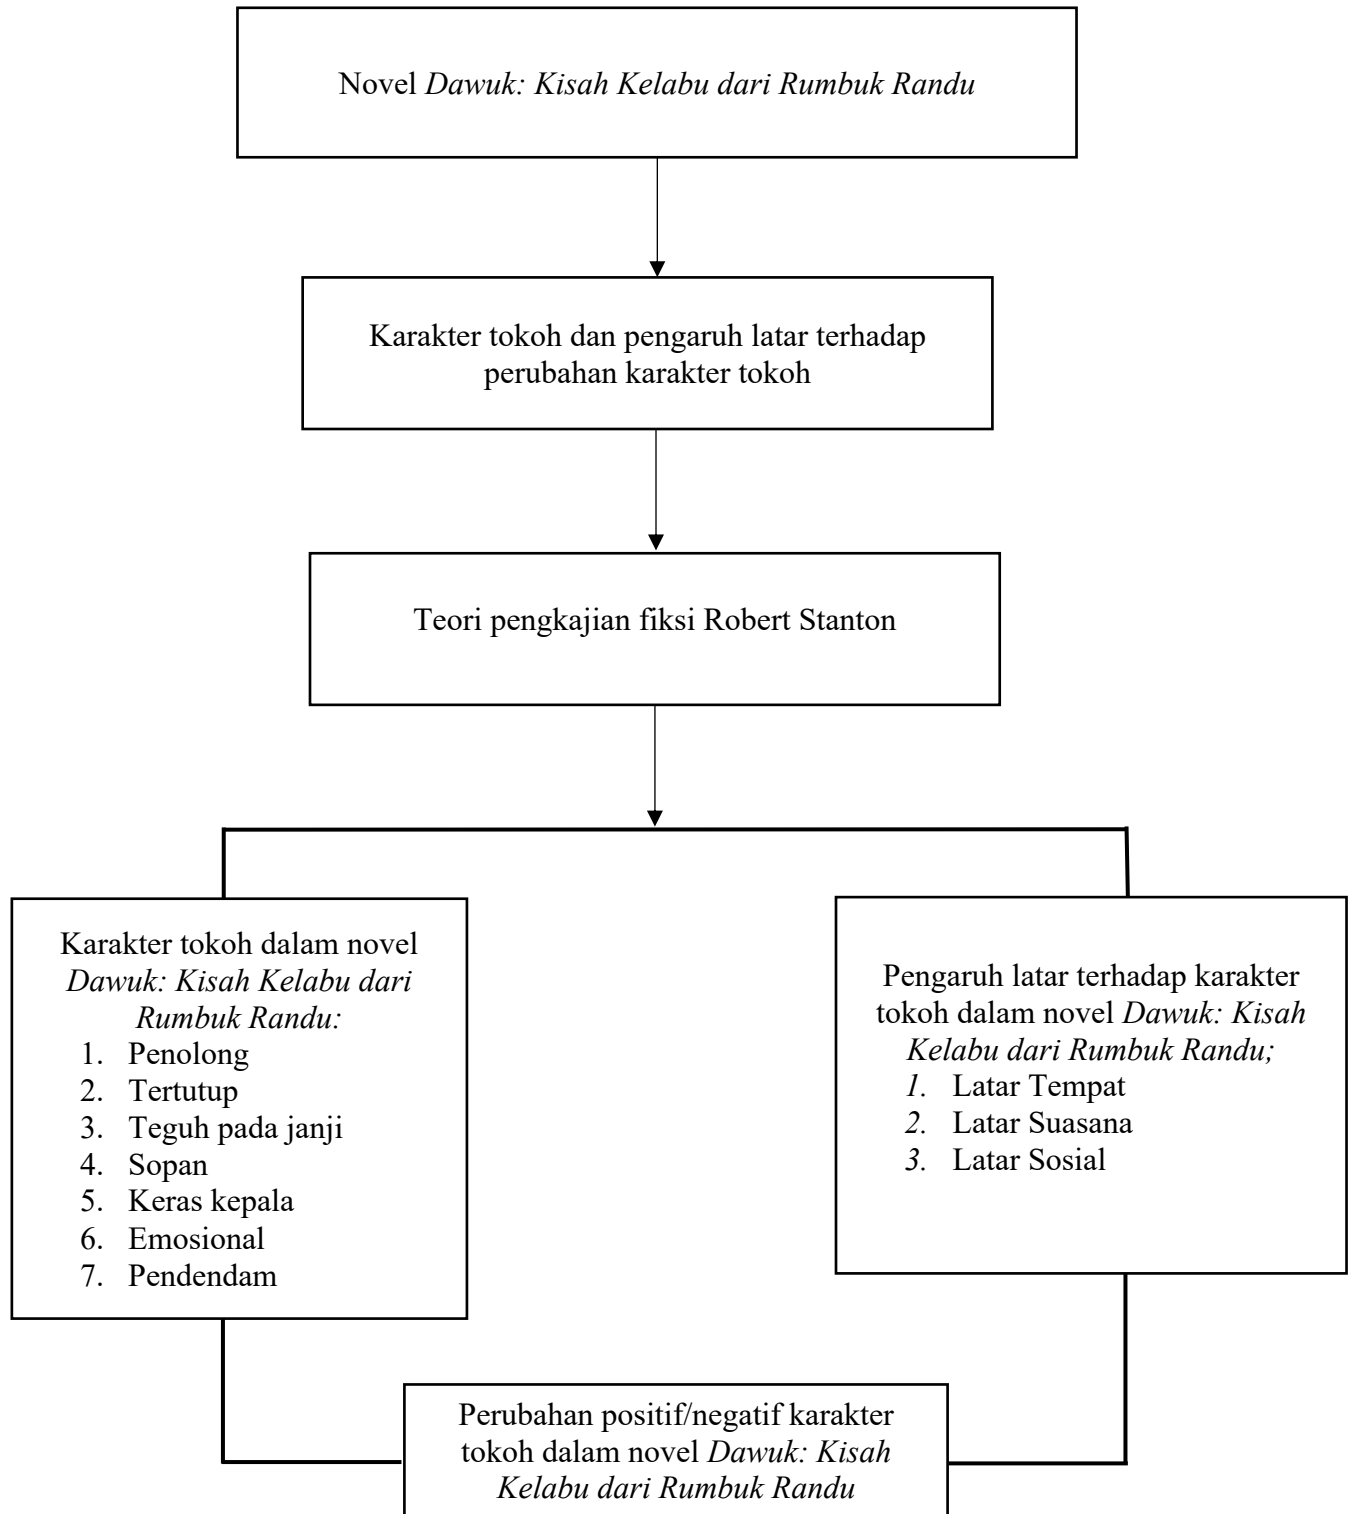 Novel Dawuk: Kisah Kelabu dari Rumbuk Randu
Karakter tokoh dan pengaruh latar terhadap
perubahan karakter tokoh
Teori pengkajian fiksi Robert Stanton
Karakter tokoh dalam novel
Dawuk: Kisah Kelabu dari
Rumbuk Randu:
1. Penolong
2. Tertutup
3. Teguh pada janji
4. Sopan
5. Keras kepala
6. Emosional
7. Pendendam
Pengaruh latar terhadap karakter
tokoh dalam novel Dawuk: Kisah
Kelabu dari Rumbuk Randu;
1. Latar Tempat
2. Latar Suasana
3. Latar Sosial
Perubahan positif/negatif karakter
tokoh dalam novel Dawuk: Kisah
Kelabu dari Rumbuk Randu